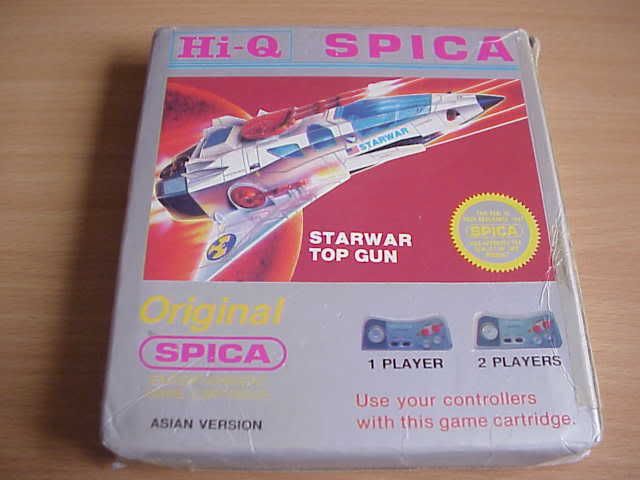 Hi-Q SPICA
STARWAR
STARWAR
TOP GUN
SPICA
Original
SPICA
1 PLAYER
2 PLAYERS
Use your controllers
with this game cartridge.
ASIAN VERSION